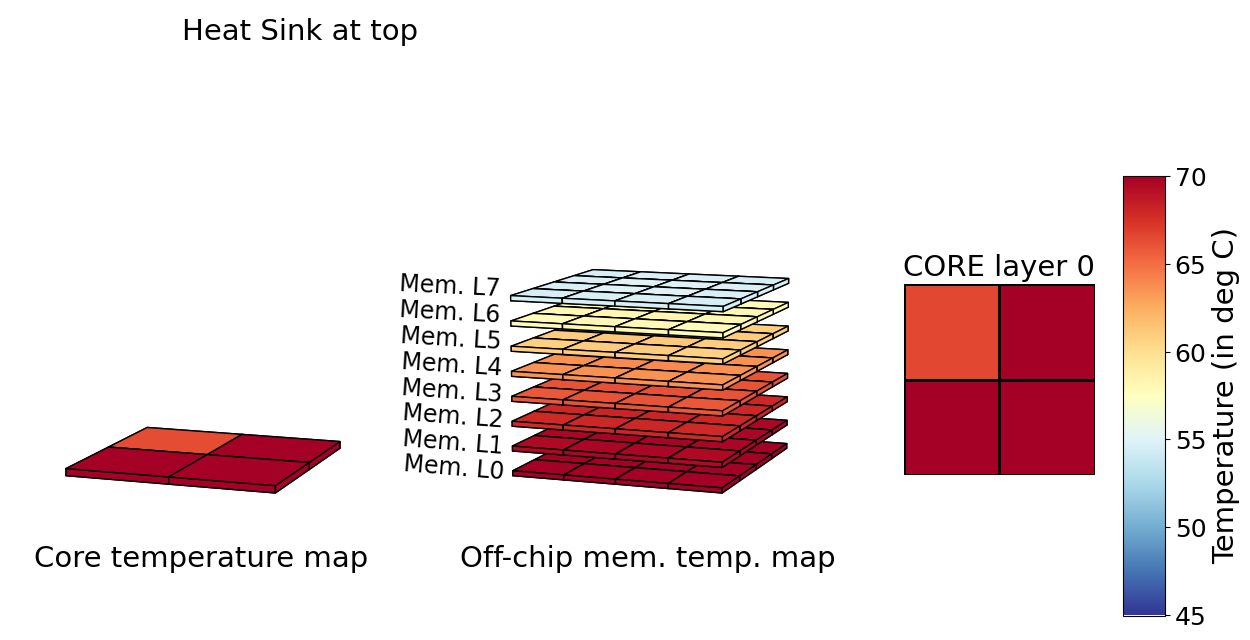 Heat Sink at top
Mem. L7
Mem. L6
Mem. L5
Mem. L4
Mem. L3
Mem. L2
Mem. L1
Mem. L0
Core temperature map
Off-chip mem. temp. map
CORE layer 0
70
65
60
55
50
45
Temperature (in deg C)